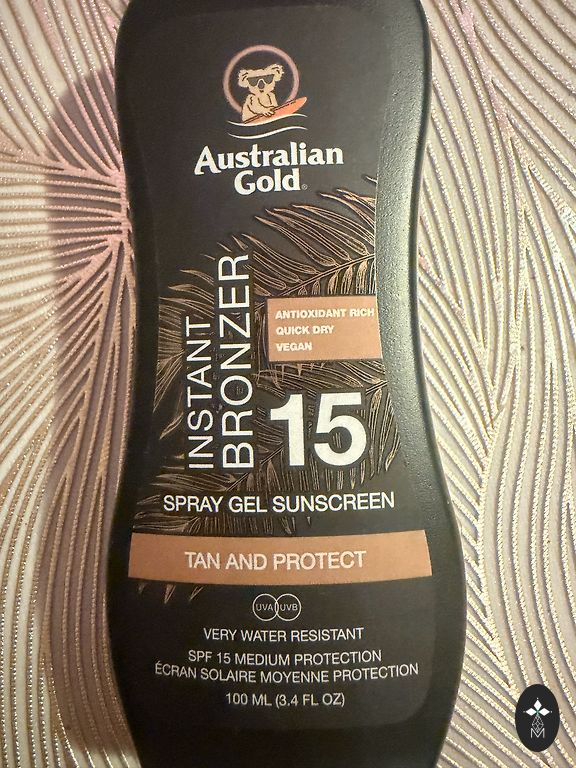 Australian
Gold®
INSTANT
BRONZER
ANTIOXIDANT RICH
QUICK DRY
VEGAN
15
SPRAY GEL SUNSCREEN
TAN AND PROTECT
UVA UVB
VERY WATER RESISTANT
SPF 15 MEDIUM PROTECTION
ÉCRAN SOLAIRE MOYENNE PROTECTION
100 ML (3.4 FL OZ)
M